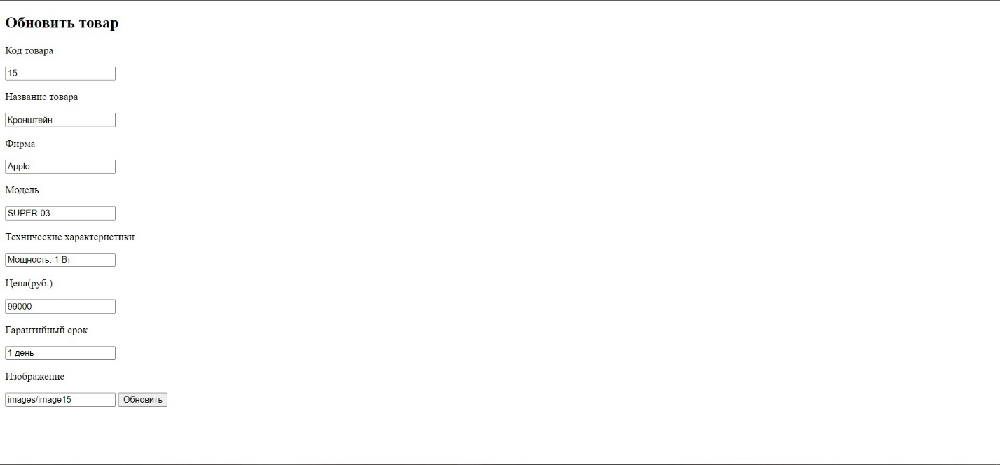 Обновить товар
Код товара
15
Название товара
Кронштейн
Фирма
Apple
Модель
SUPER-03
Технические характеристики
Мощность: 1 Вт
Цена(руб.)
99000
Гарантийный срок
1 день
Изображение
images/image15 Обновить